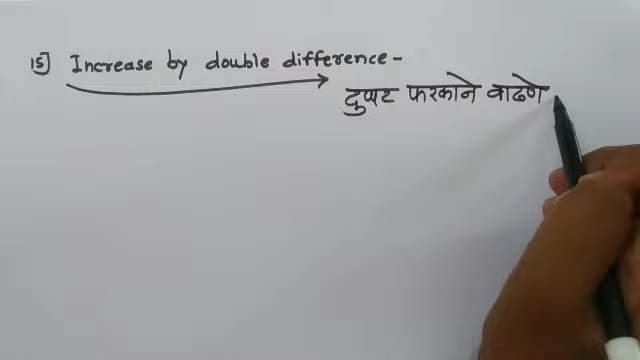 15] Increase by double difference -
दुप्पट फरकाने वाढणे